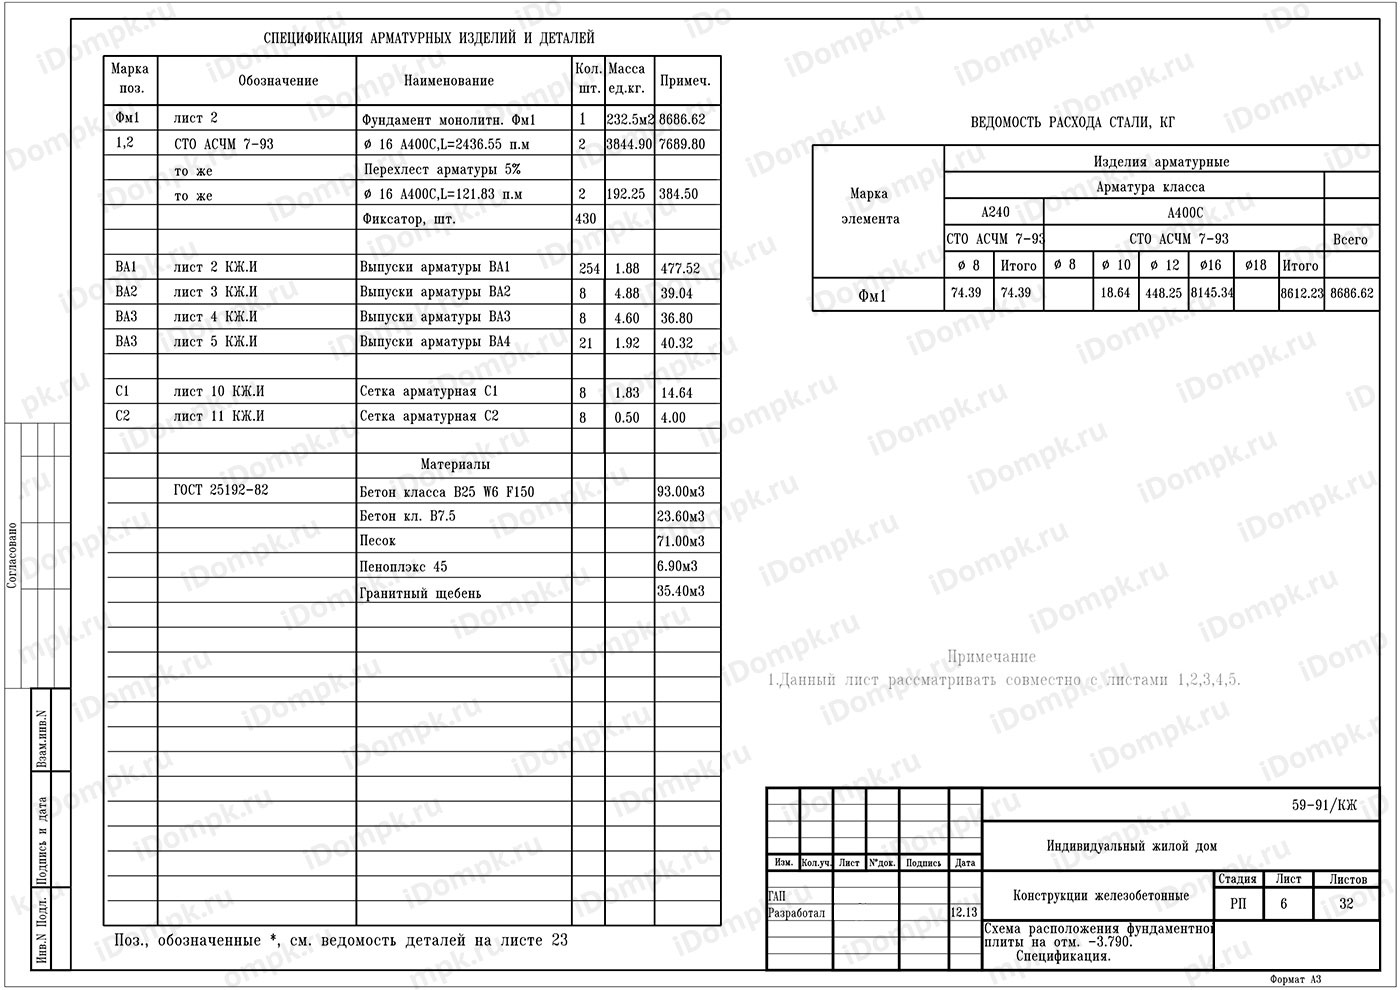 СПЕЦИФИКАЦИЯ АРМАТУРНЫХ ИЗДЕЛИЙ И ДЕТАЛЕЙ
Марка поз. Обозначение Наименование Кол. шт. Масса ед.кг. Примеч.
Фм1 лист 2 Фундамент монолитн. Фм1 1 232.5м2 8686.62
1,2 СТО АСЧМ 7-93 ø 16 А400С,L=2436.55 п.м 2 3844.90 7689.80
то же Перехлест арматуры 5%
то же ø 16 А400С,L=121.83 п.м 2 192.25 384.50
Фиксатор, шт. 430
ВА1 лист 2 КЖ.И Выпуски арматуры ВА1 254 1.88 477.52
ВА2 лист 3 КЖ.И Выпуски арматуры ВА2 8 4.88 39.04
ВА3 лист 4 КЖ.И Выпуски арматуры ВА3 8 4.60 36.80
ВА3 лист 5 КЖ.И Выпуски арматуры ВА4 21 1.92 40.32
С1 лист 10 КЖ.И Сетка арматурная С1 8 1.83 14.64
С2 лист 11 КЖ.И Сетка арматурная С2 8 0.50 4.00
Материалы
ГОСТ 25192-82 Бетон класса В25 W6 F150 93.00м3
Бетон кл. В7.5 23.60м3
Песок 71.00м3
Пеноплэкс 45 6.90м3
Гранитный щебень 35.40м3
Поз., обозначенные *, см. ведомость деталей на листе 23
ВЕДОМОСТЬ РАСХОДА СТАЛИ, КГ
Марка элемента
Изделия арматурные
Арматура класса
А240 А400С
СТО АСЧМ 7-93 СТО АСЧМ 7-93 Всего
ø 8 Итого ø 8 ø 10 ø 12 ø16 ø18 Итого
Фм1 74.39 74.39 18.64 448.25 8145.34 8612.23 8686.62
Примечание
1.Данный лист рассматривать совместно с листами 1,2,3,4,5.
59-91/КЖ
Индивидуальный жилой дом
Изм. Кол.уч. Лист N°док. Подпись Дата
ГАП
Разработал 12.13
Конструкции железобетонные
Стадия Лист Листов
РП 6 32
Схема расположения фундаментной
плиты на отм. -3.790.
Спецификация.
Формат А3
Согласовано
Взам.инв.N
Подпись и дата
Инв.N Подл.
iDompk.ru